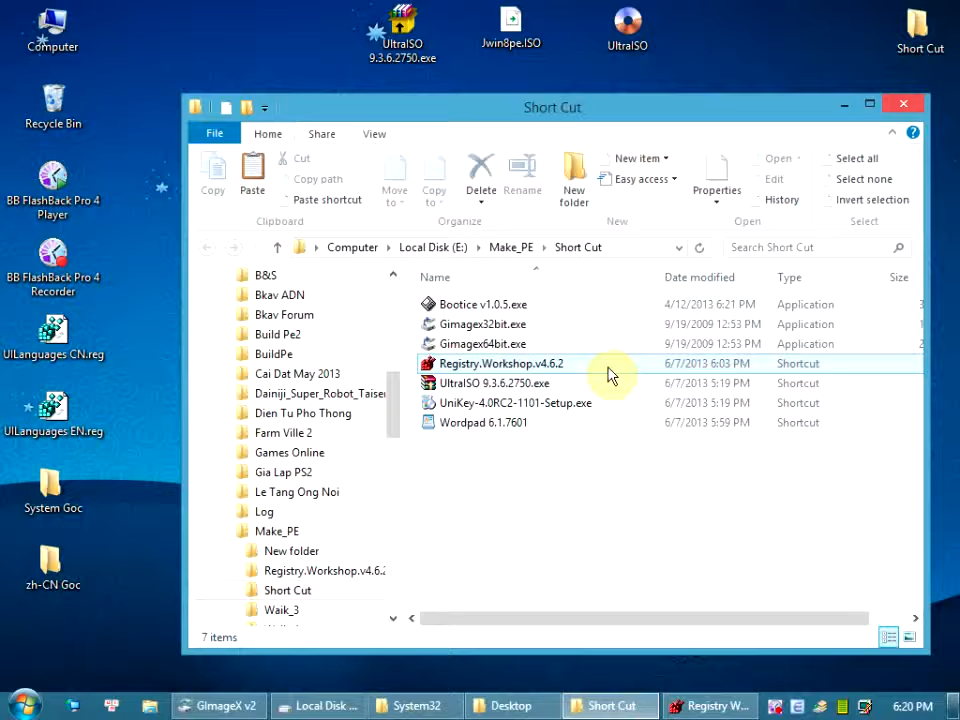 Computer
Recycle Bin
BB FlashBack Pro 4
Player
BB FlashBack Pro 4
Recorder
UILanguages CN.reg
UILanguages EN.reg
System Goc
zh-CN Goc
UltraISO
9.3.6.2750.exe
Jwin8pe.ISO
UltraISO
Short Cut
Short Cut
File
Home
Share
View
Copy
Paste
Cut
Copy path
Paste shortcut
Clipboard
Move
to
Copy
to
Delete
Rename
Organize
New
folder
New item
Easy access
New
Properties
Open
Edit
History
Open
Select all
Select none
Invert selection
Select
Computer
Local Disk (E:)
Make_PE
Short Cut
Search Short Cut
B&S
Bkav ADN
Bkav Forum
Build Pe2
BuildPe
Cai Dat May 2013
Dainiji_Super_Robot_Taisen
Dien Tu Pho Thong
Farm Ville 2
Games Online
Gia Lap PS2
Le Tang Ong Noi
Log
Make_PE
New folder
Registry.Workshop.v4.6.2
Short Cut
Waik_3
Name Date modified Type Size
Bootice v1.0.5.exe 4/12/2013 6:21 PM Application
Gimagex32bit.exe 9/19/2009 12:53 PM Application
Gimagex64bit.exe 9/19/2009 12:53 PM Application
Registry.Workshop.v4.6.2 6/7/2013 6:03 PM Shortcut
UltraISO 9.3.6.2750.exe 6/7/2013 5:19 PM Shortcut
UniKey-4.0RC2-1101-Setup.exe 6/7/2013 5:19 PM Shortcut
Wordpad 6.1.7601 6/7/2013 5:59 PM Shortcut
7 items
GImageX v2
Local Disk ...
System32
Desktop
Short Cut
Registry W...
6:20 PM